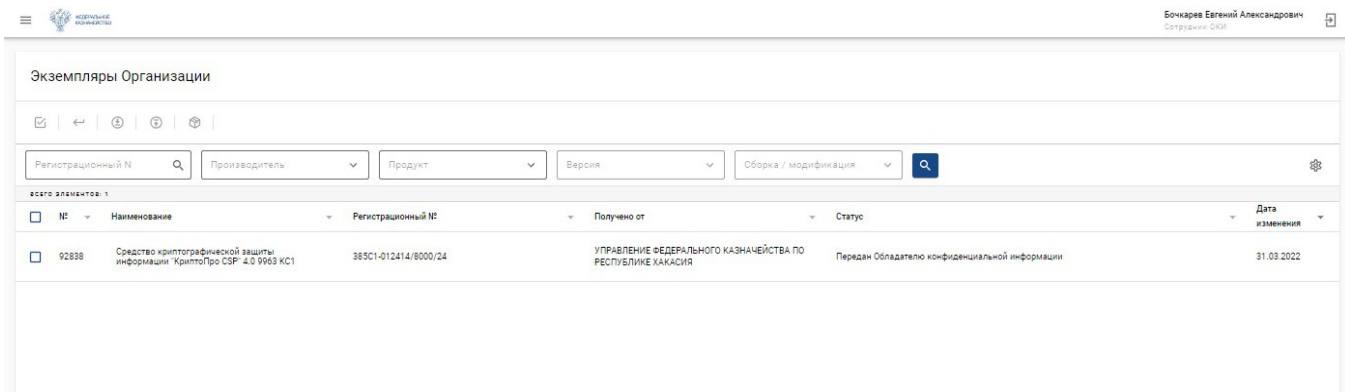 ФЕДЕРАЛЬНОЕ
КАЗНАЧЕЙСТВО
Бочкарев Евгений Александрович
Сотрудник ОКИ
Экземпляры Организации
Регистрационный N
Производитель
Продукт
Версия
Сборка / модификация
ВСЕГО ЭЛЕМЕНТОВ: 1
№
Наименование
Регистрационный №
Получено от
Статус
Дата
изменения
92838
Средство криптографической защиты
информации "КриптоПро CSP" 4.0 9963 КС1
385С1-012414/8000/24
УПРАВЛЕНИЕ ФЕДЕРАЛЬНОГО КАЗНАЧЕЙСТВА ПО
РЕСПУБЛИКЕ ХАКАСИЯ
Передан Обладателю конфиденциальной информации
31.03.2022